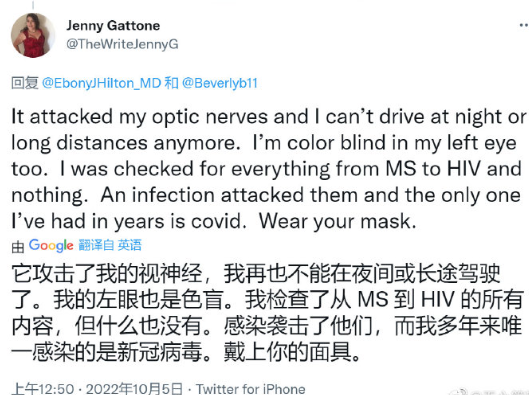 Jenny Gattone
@TheWriteJennyG
回复 @EbonyJHilton_MD 和 @Beverlyb11
It attacked my optic nerves and I can't drive at night or
long distances anymore. I'm color blind in my left eye
too. I was checked for everything from MS to HIV and
nothing. An infection attacked them and the only one
I've had in years is covid. Wear your mask.
由 Google 翻译自 英语
它攻击了我的视神经，我再也不能在夜间或长途驾驶
了。我的左眼也是色盲。我检查了从 MS 到 HIV 的所有
内容，但什么也没有。感染袭击了他们，而我多年来唯
一感染的是新冠病毒。戴上你的面具。
上午12:50 · 2022年10月5日 · Twitter for iPhone